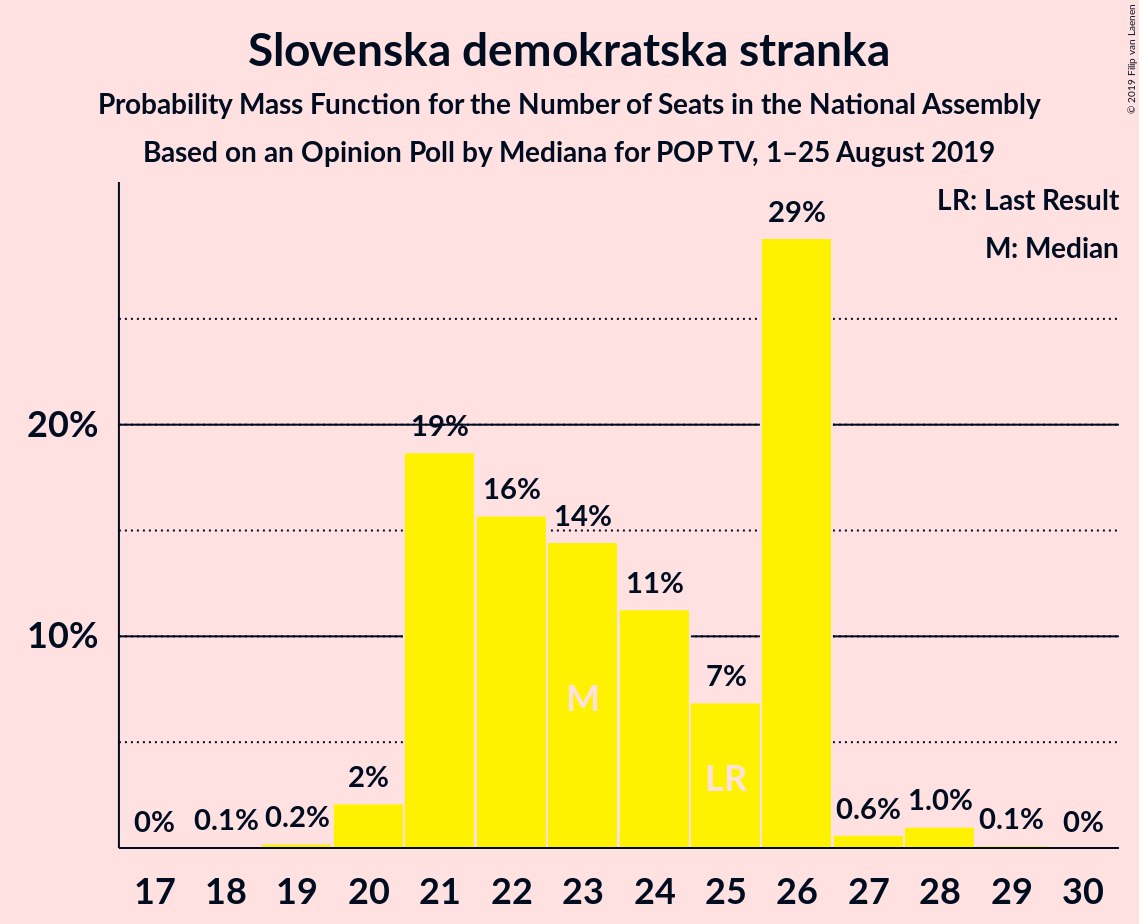 Slovenska demokratska stranka
Probability Mass Function for the Number of Seats in the National Assembly
Based on an Opinion Poll by Mediana for POP TV, 1–25 August 2019
© 2019 Filip van Laenen
LR: Last Result
M: Median
29%
20%
19%
16%
14%
11%
10%
7%
M
LR
2%
0%
0.1%
0.2%
0.6%
1.0%
0.1%
0%
17 18 19 20 21 22 23 24 25 26 27 28 29 30